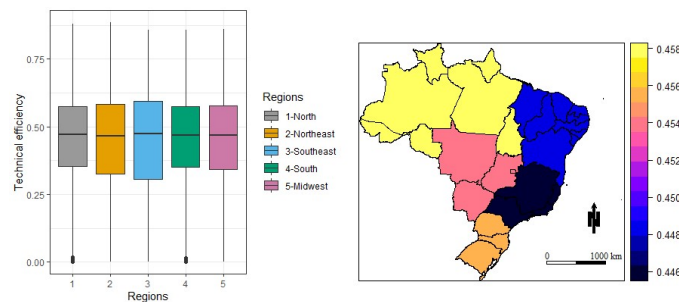 Technical efficiency
0.75
0.50
0.25
0.00
1 2 3 4 5
Regions
Regions
1-North
2-Northeast
3-Southeast
4-South
5-Midwest
N
0 1000 km
0.458
0.456
0.454
0.452
0.450
0.448
0.446